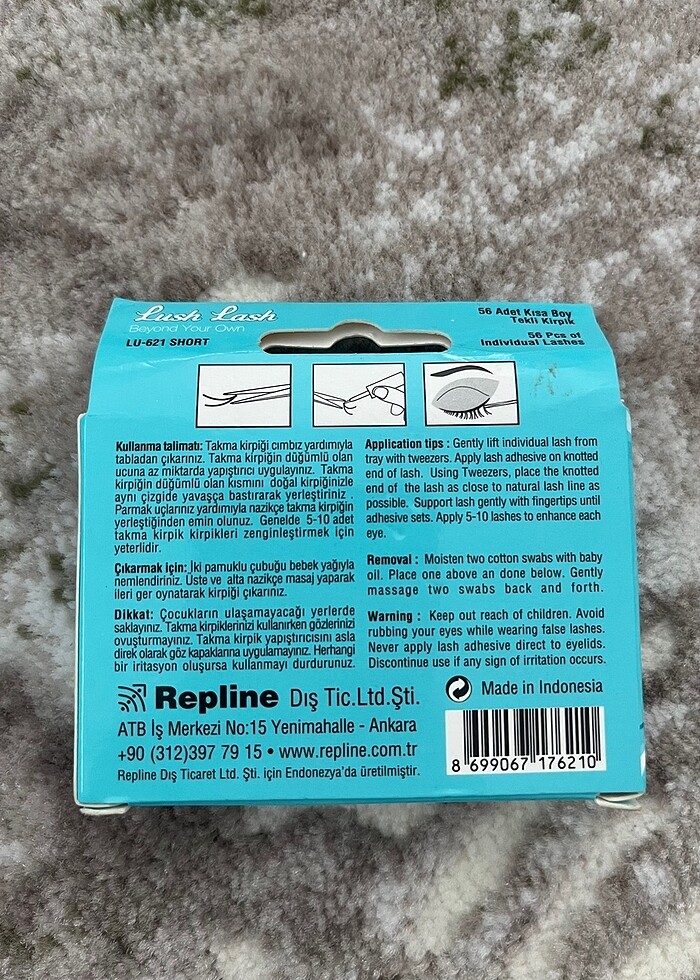 Lush Lash
Beyond Your Own
LU-621 SHORT
56 Adet Kısa Boy
Tekli Kirpik
56 Pcs of
Individual Lashes
Kullanma talimatı: Takma kirpiği cımbız yardımıyla
tabladan çıkarınız. Takma kirpiğin düğümlü olan
ucuna az miktarda yapıştırıcı uygulayınız. Takma
kirpiğin düğümlü olan kısmını doğal kirpiğinizle
aynı çizgide yavaşça bastırarak yerleştiriniz .
Parmak uçlarınız yardımıyla nazikçe takma kirpiğin
yerleştiğinden emin olunuz. Genelde 5-10 adet
takma kirpik kirpikleri zenginleştirmek için
yeterlidir.
Çıkarmak için: İki pamuklu çubuğu bebek yağıyla
nemlendiriniz. Üste ve alta nazikçe masaj yaparak
ileri ger oynatarak kirpiği çıkarınız.
Dikkat: Çocukların ulaşamayacağı yerlerde
saklayınız. Takma kirpiklerinizi kullanırken gözlerinizi
ovuşturmayınız. Takma kirpik yapıştırıcısını asla
direk olarak göz kapaklarına uygulamayınız. Herhangi
bir iritasyon oluşursa kullanmayı durdurunuz.
Application tips : Gently lift individual lash from
tray with tweezers. Apply lash adhesive on knotted
end of lash. Using Tweezers, place the knotted
end of the lash as close to natural lash line as
possible. Support lash gently with fingertips until
adhesive sets. Apply 5-10 lashes to enhance each
eye.
Removal : Moisten two cotton swabs with baby
oil. Place one above an done below. Gently
massage two swabs back and forth.
Warning : Keep out reach of children. Avoid
rubbing your eyes while wearing false lashes.
Never apply lash adhesive direct to eyelids.
Discontinue use if any sign of irritation occurs.
Repline Dış Tic.Ltd.Şti.
ATB İş Merkezi No:15 Yenimahalle - Ankara
+90 (312)397 79 15 • www.repline.com.tr
Repline Dış Ticaret Ltd. Şti. için Endonezya'da üretilmiştir.
Made in Indonesia
8 699067 176210